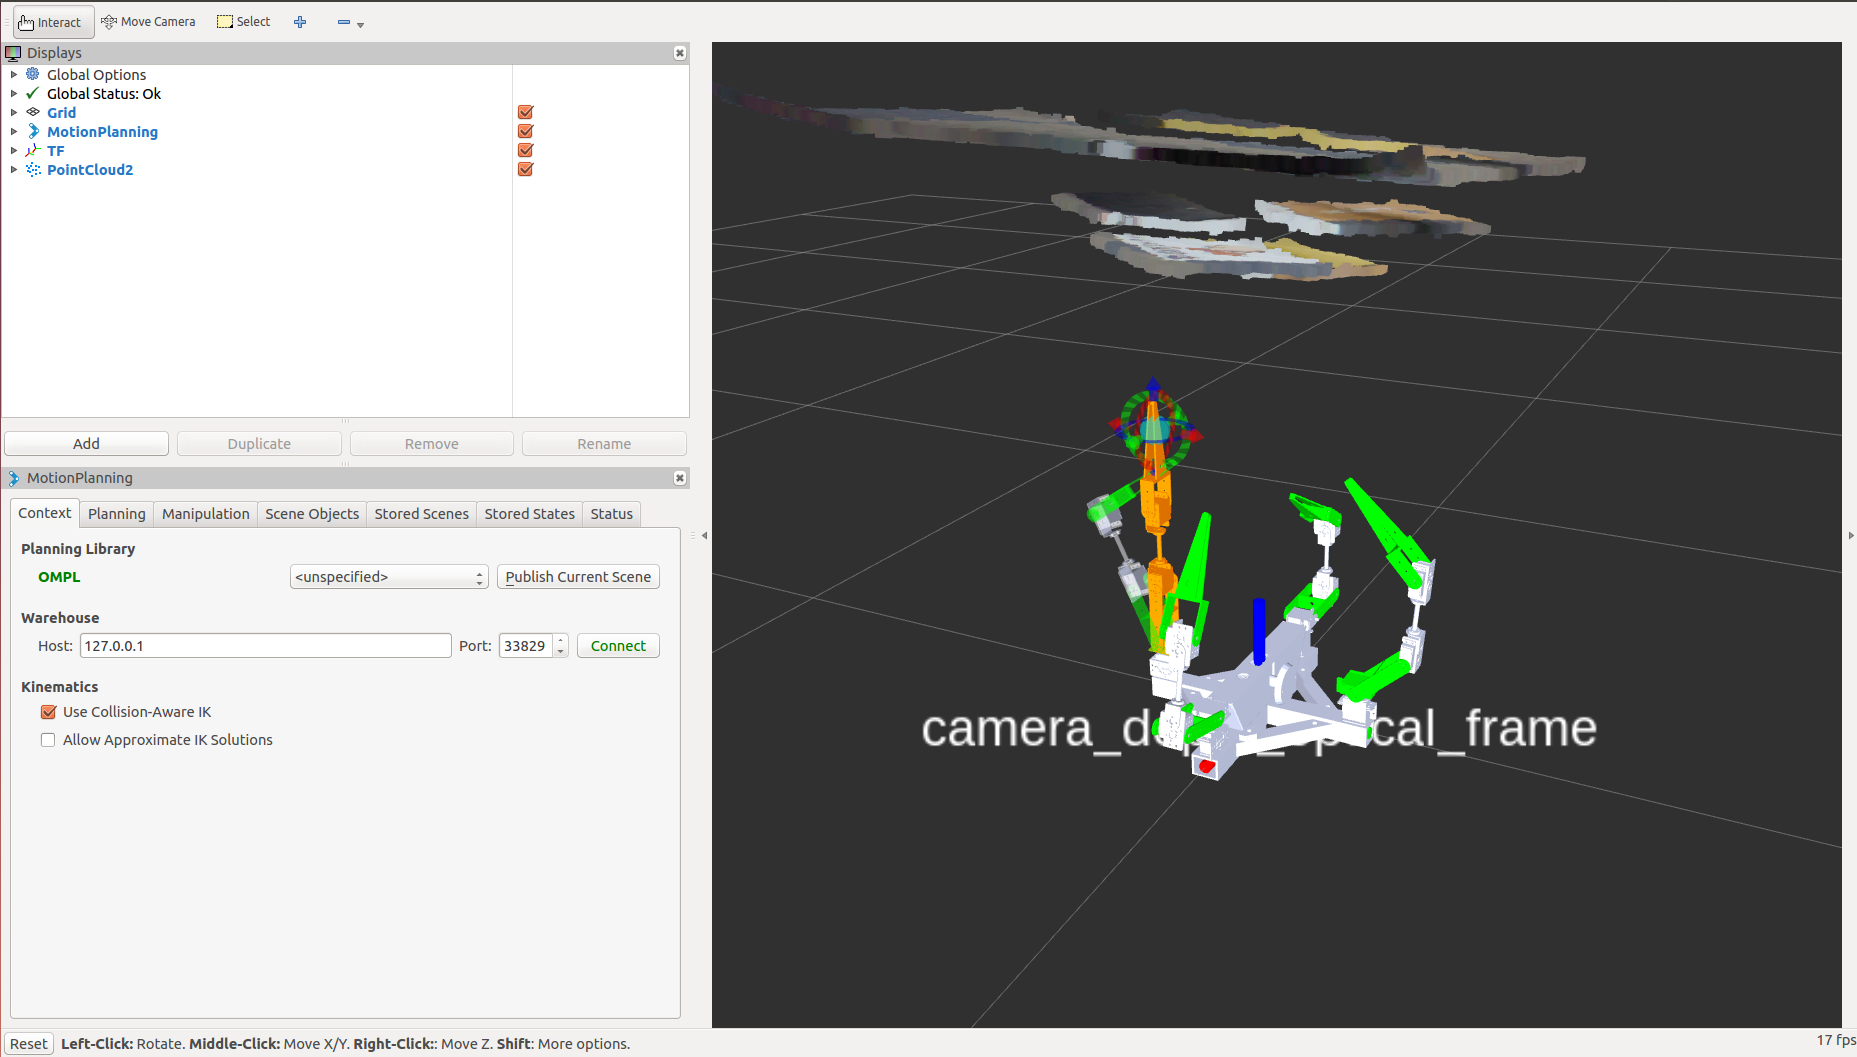 Interact Move Camera Select
Displays
Global Options
Global Status: Ok
Grid
MotionPlanning
TF
PointCloud2
Add Duplicate Remove Rename
MotionPlanning
Context Planning Manipulation Scene Objects Stored Scenes Stored States Status
Planning Library
OMPL <unspecified> Publish Current Scene
Warehouse
Host: 127.0.0.1 Port: 33829 Connect
Kinematics
Use Collision-Aware IK
Allow Approximate IK Solutions
camera_d cal_frame
Reset Left-Click: Rotate. Middle-Click: Move X/Y. Right-Click:: Move Z. Shift: More options. 17 fps